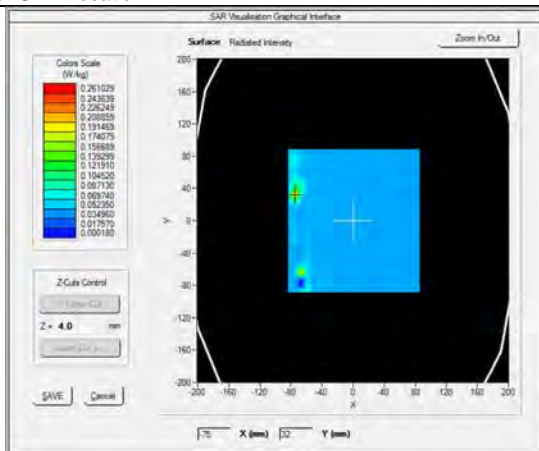 SAR Visualisation Graphical Interface
Surface Radiated Intensity
Zoom In/Out
Colors Scale
(W/kg)
0.261029
0.243639
0.226249
0.208859
0.191469
0.174079
0.156689
0.139299
0.121910
0.104520
0.087130
0.069740
0.052350
0.034960
0.017570
0.000180
200-
160-
120-
80-
40-
0-
-40-
-80-
-120-
-160-
-200-
-200 -160 -120 -80 -40 0 40 80 120 160 200
Y
X
Z-Cuts Control
Z = 4.0 mm
SAVE
Cancel
-75 X (mm) 32 Y (mm)